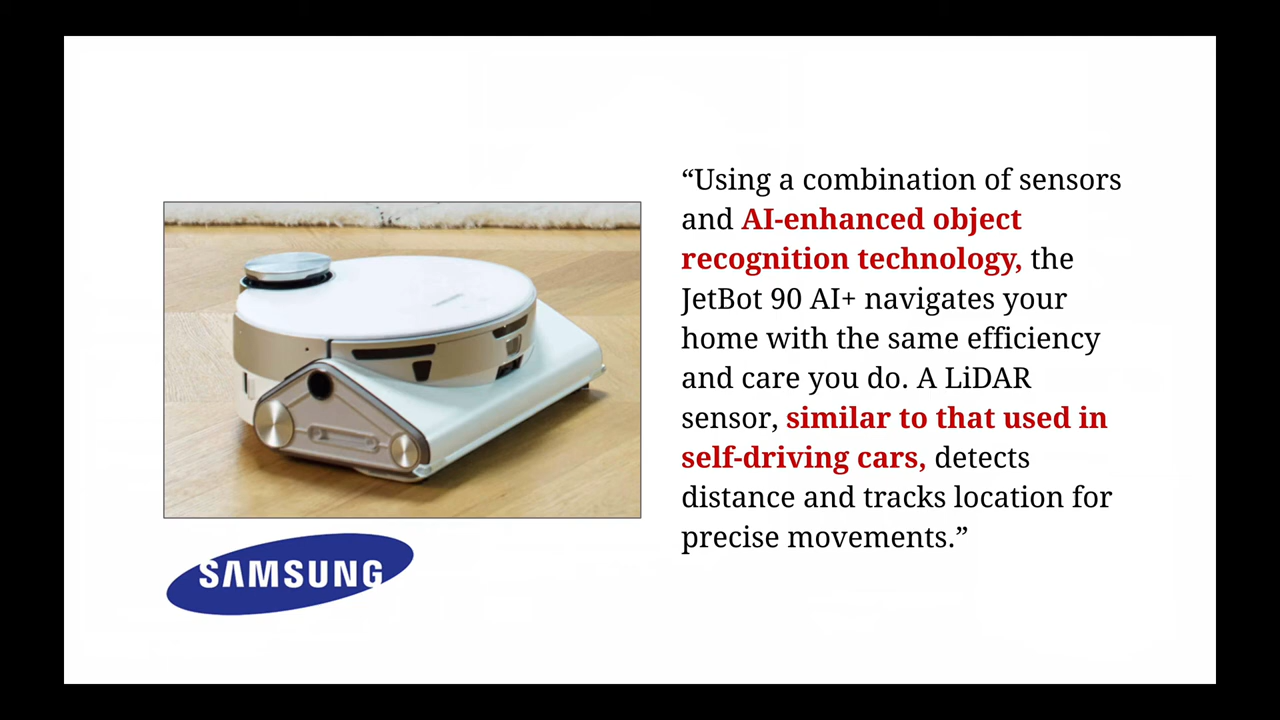 “Using a combination of sensors
and AI-enhanced object
recognition technology, the
JetBot 90 AI+ navigates your
home with the same efficiency
and care you do. A LiDAR
sensor, similar to that used in
self-driving cars, detects
distance and tracks location for
precise movements.”
SAMSUNG